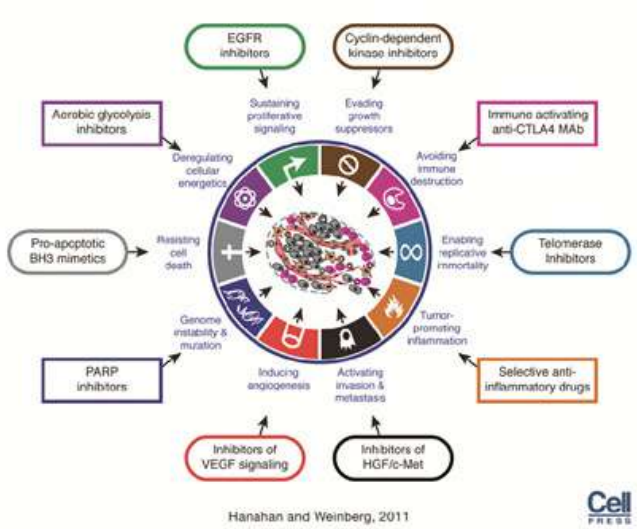 EGFR
inhibitors
Cyclin-dependent
kinase inhibitors
Sustaining
proliferative
signaling
Evading
growth
suppressors
Aerobic glycolysis
inhibitors
Immune activating
anti-CTLA4 MAb
Deregulating
cellular
energetics
Avoiding
immune
destruction
Pro-apoptotic
BH3 mimetics
Resisting
cell
death
Enabling
replicative
immortality
Telomerase
Inhibitors
Genome
instability &
mutation
Tumor-
promoting
inflammation
PARP
inhibitors
Inducing
angiogenesis
Activating
invasion &
metastasis
Selective anti-
inflammatory drugs
Inhibitors of
VEGF signaling
Inhibitors of
HGF/c-Met
Hanahan and Weinberg, 2011
Cell
PRESS